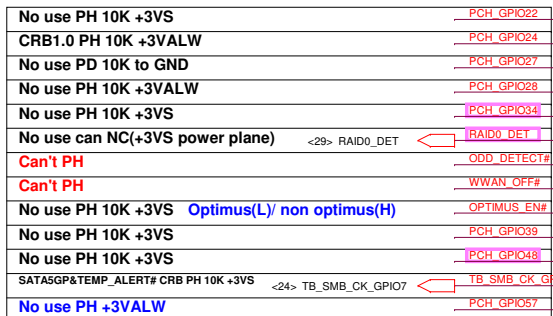 No use PH 10K +3VS PCH_GPIO22
CRB1.0 PH 10K +3VALW PCH_GPIO24
No use PD 10K to GND PCH_GPIO27
No use PH 10K +3VALW PCH_GPIO28
No use PH 10K +3VS PCH_GPIO34
No use can NC(+3VS power plane) <29> RAID0_DET RAID0_DET
Can't PH ODD_DETECT#
Can't PH WWAN_OFF#
No use PH 10K +3VS Optimus(L)/ non optimus(H) OPTIMUS_EN#
No use PH 10K +3VS PCH_GPIO39
No use PH 10K +3VS PCH_GPIO48
SATA5GP&TEMP_ALERT# CRB PH 10K +3VS <24> TB_SMB_CK_GPIO7 TB_SMB_CK_G
No use PH +3VALW PCH_GPIO57